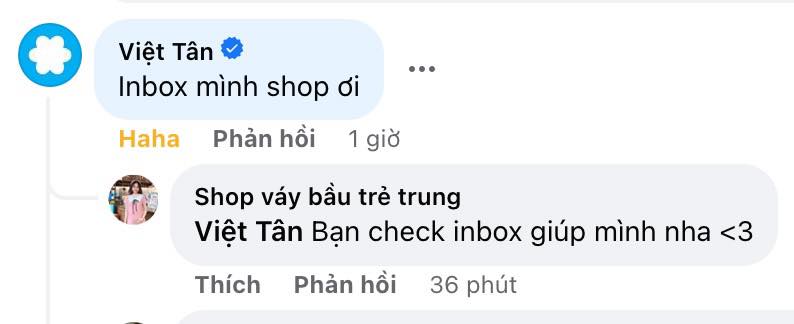 Việt Tân
Inbox mình shop ơi
Haha Phản hồi 1 giờ
Shop váy bầu trẻ trung
Việt Tân Bạn check inbox giúp mình nha <3
Thích Phản hồi 36 phút